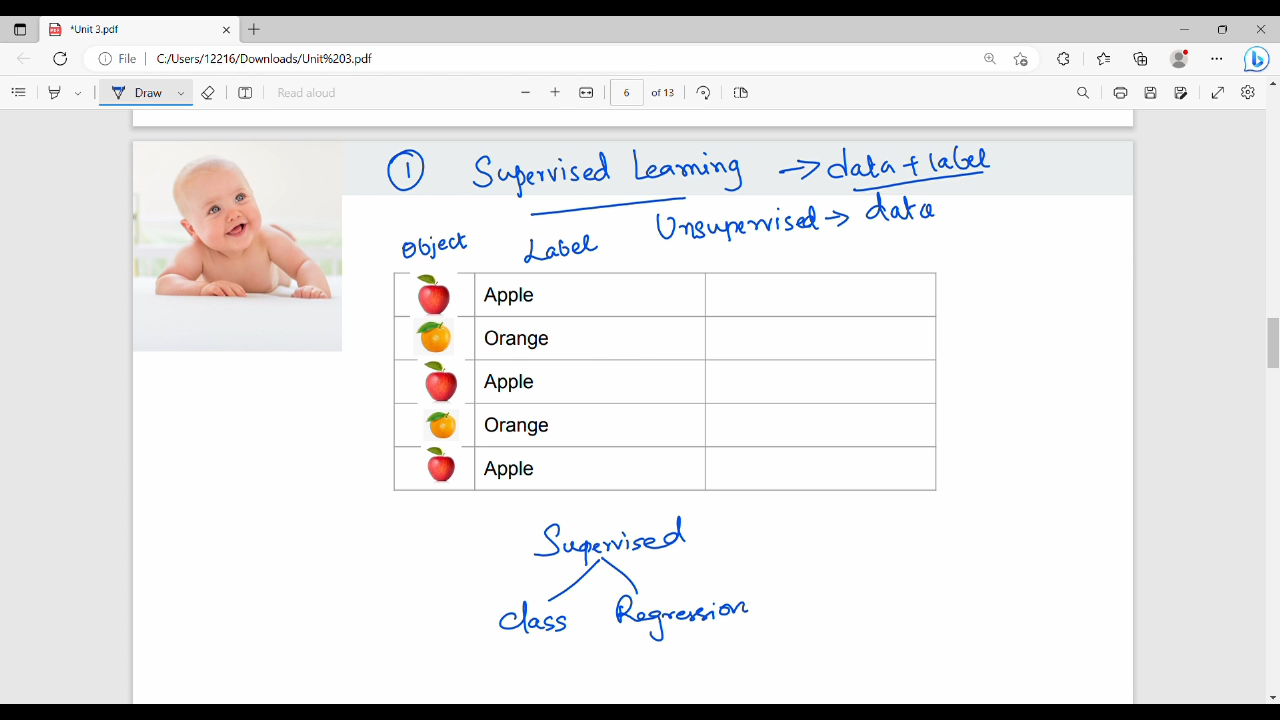 *Unit 3.pdf
File C:/Users/12216/Downloads/Unit%203.pdf
Draw Read aloud 6 of 13
① Supervised Learning → data + label
Unsupervised → data
Object Label
Apple
Orange
Apple
Orange
Apple
Supervised
class Regression